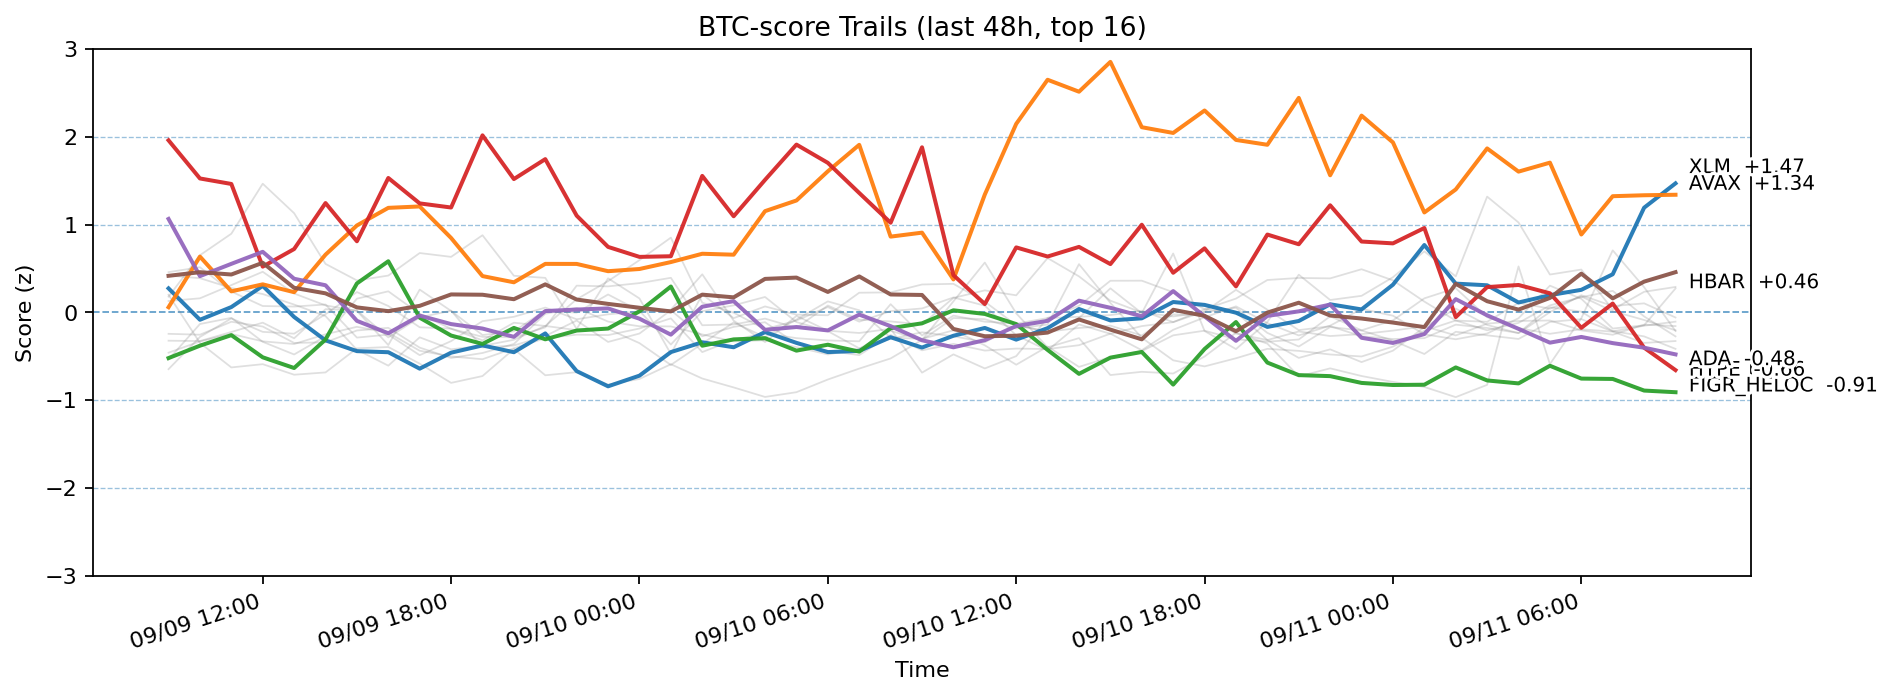 BTC-score Trails (last 48h, top 16)
Score (z)
3
2
1
0
−1
−2
−3
XLM +1.47
AVAX +1.34
HBAR +0.46
ADA -0.48
HYPE -0.66
FIGR_HELOC -0.91
09/09 12:00
09/09 18:00
09/10 00:00
09/10 06:00
09/10 12:00
09/10 18:00
09/11 00:00
09/11 06:00
Time